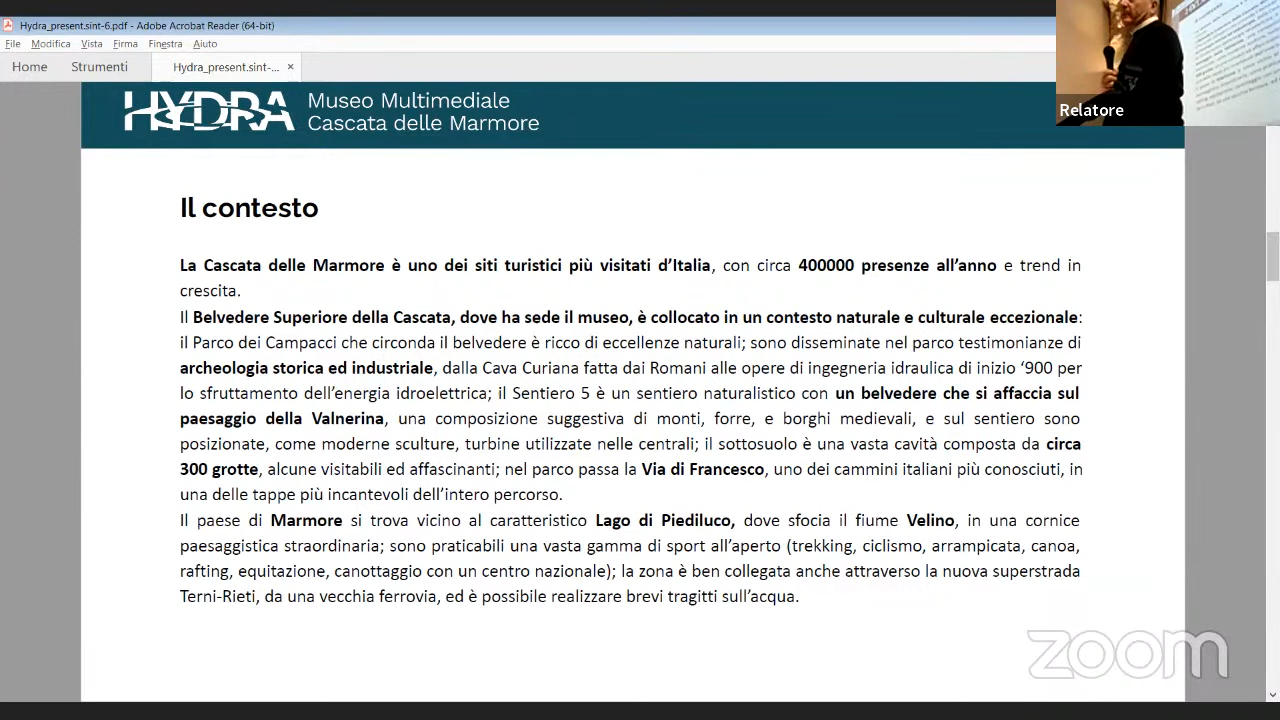 Hydra_present.sint-6.pdf - Adobe Acrobat Reader (64-bit)
File Modifica Vista Firma Finestra Aiuto
Home Strumenti Hydra_present.sint-... ×
HYDRA Museo Multimediale
Cascata delle Marmore
Relatore
Il contesto
La Cascata delle Marmore è uno dei siti turistici più visitati d’Italia, con circa 400000 presenze all’anno e trend in
crescita.
Il Belvedere Superiore della Cascata, dove ha sede il museo, è collocato in un contesto naturale e culturale eccezionale:
il Parco dei Campacci che circonda il belvedere è ricco di eccellenze naturali; sono disseminate nel parco testimonianze di
archeologia storica ed industriale, dalla Cava Curiana fatta dai Romani alle opere di ingegneria idraulica di inizio ‘900 per
lo sfruttamento dell’energia idroelettrica; il Sentiero 5 è un sentiero naturalistico con un belvedere che si affaccia sul
paesaggio della Valnerina, una composizione suggestiva di monti, forre, e borghi medievali, e sul sentiero sono
posizionate, come moderne sculture, turbine utilizzate nelle centrali; il sottosuolo è una vasta cavità composta da circa
300 grotte, alcune visitabili ed affascinanti; nel parco passa la Via di Francesco, uno dei cammini italiani più conosciuti, in
una delle tappe più incantevoli dell’intero percorso.
Il paese di Marmore si trova vicino al caratteristico Lago di Piediluco, dove sfocia il fiume Velino, in una cornice
paesaggistica straordinaria; sono praticabili una vasta gamma di sport all’aperto (trekking, ciclismo, arrampicata, canoa,
rafting, equitazione, canottaggio con un centro nazionale); la zona è ben collegata anche attraverso la nuova superstrada
Terni-Rieti, da una vecchia ferrovia, ed è possibile realizzare brevi tragitti sull’acqua.
zoom